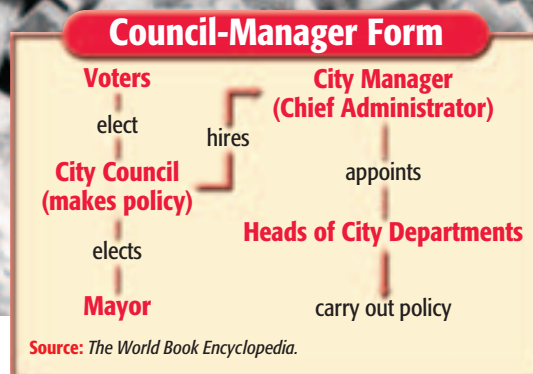 Council-Manager Form
Voters
elect
City Council
(makes policy)
elects
Mayor
hires
City Manager
(Chief Administrator)
appoints
Heads of City Departments
carry out policy
Source: The World Book Encyclopedia.